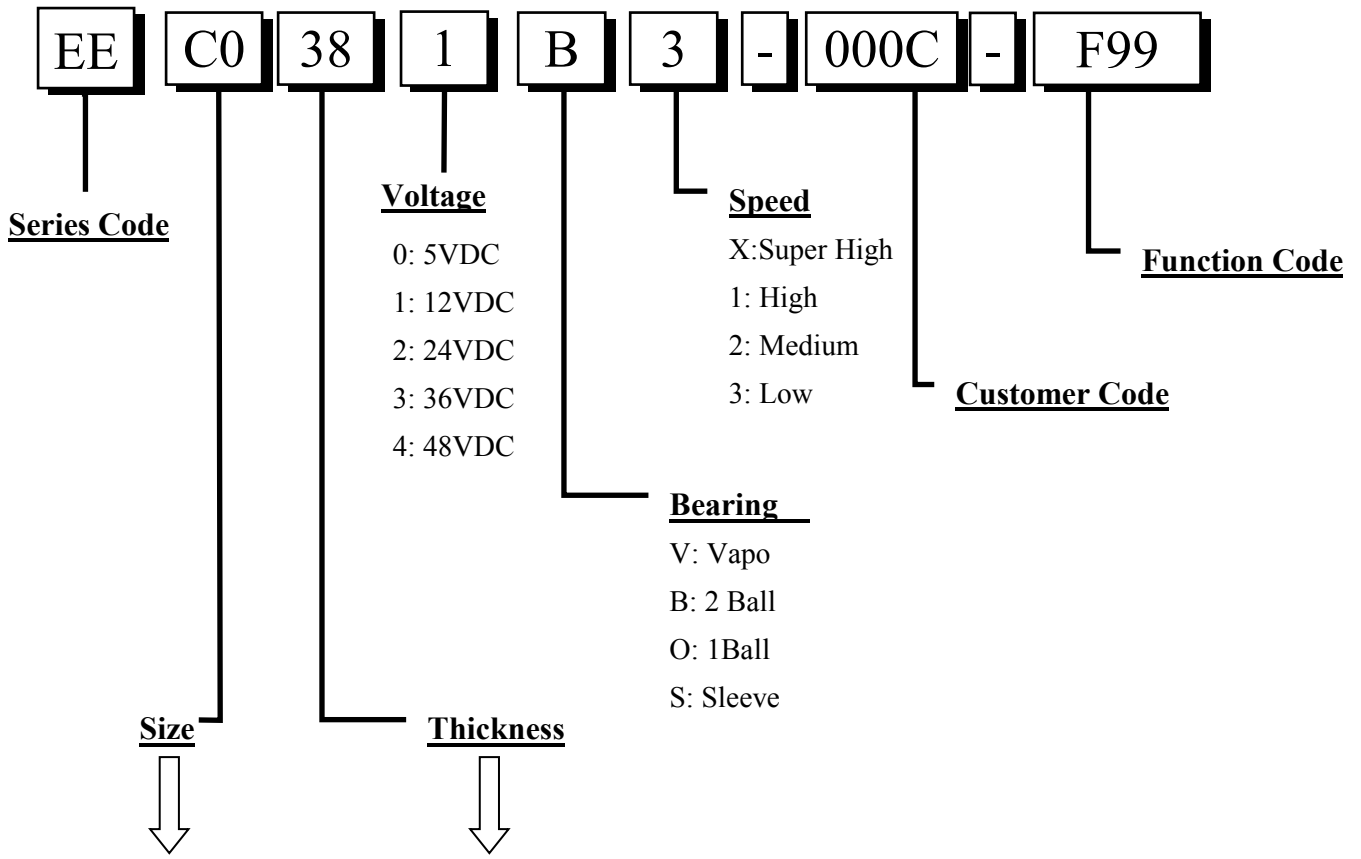 EE C0 38 1 B 3 - 000C - F99
Series Code
Voltage
0: 5VDC
1: 12VDC
2: 24VDC
3: 36VDC
4: 48VDC
Speed
X:Super High
1: High
2: Medium
3: Low
Function Code
Customer Code
Bearing
V: Vapo
B: 2 Ball
O: 1Ball
S: Sleeve
Size
Thickness